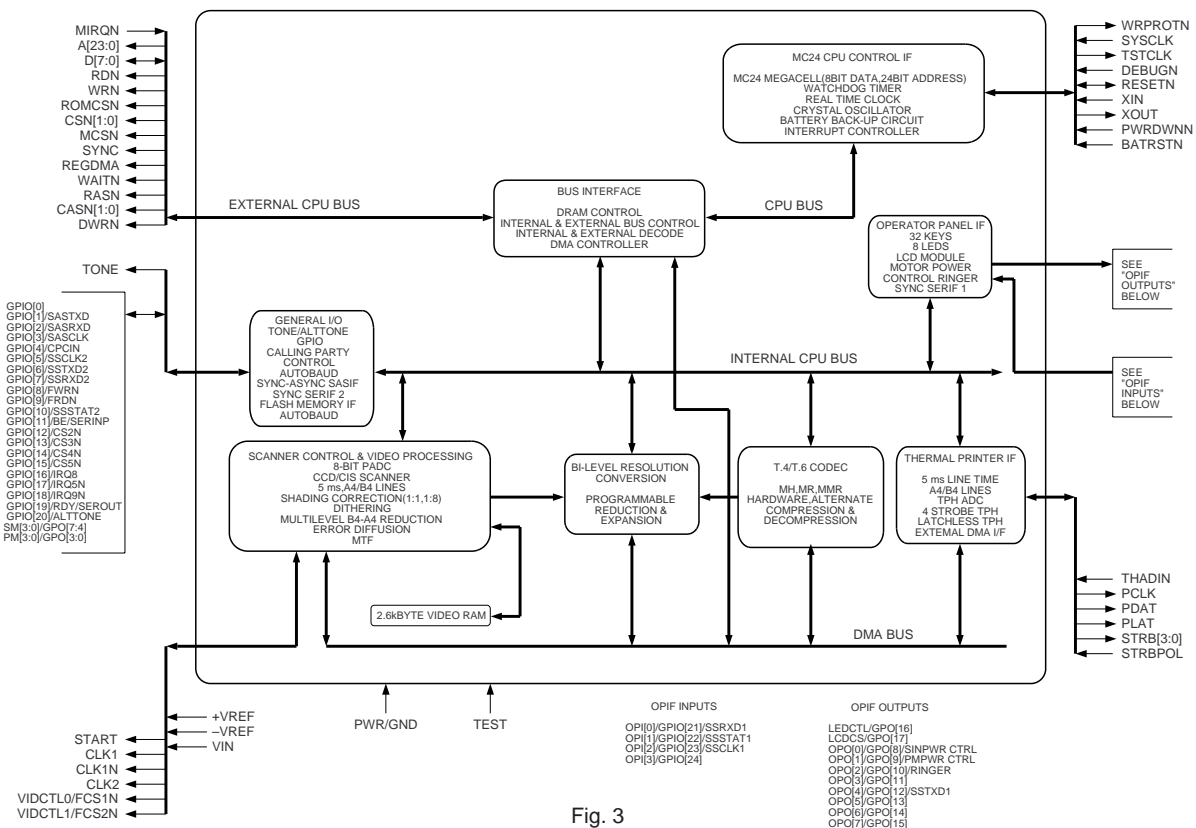 MIRQN
A[23:0]
D[7:0]
RDN
WRN
ROMCSN
CSN[1:0]
MCSN
SYNC
REGDMA
WAITN
RASN
CASN[1:0]
DWRN
EXTERNAL CPU BUS
TONE
GPIO[0]
GPIO[1]/SASTXD
GPIO[2]/SASRXD
GPIO[3]/SASCLK
GPIO[4]/CPCIN
GPIO[5]/SSCLK2
GPIO[6]/SSTXD2
GPIO[7]/SSRXD2
GPIO[8]/FWRN
GPIO[9]/FRDN
GPIO[10]/SSSTAT2
GPIO[11]/BE/SERINP
GPIO[12]/CS2N
GPIO[13]/CS3N
GPIO[14]/CS4N
GPIO[15]/CS5N
GPIO[16]/IRQ8
GPIO[17]/IRQ5N
GPIO[18]/IRQ9N
GPIO[19]/RDY/SEROUT
GPIO[20]/ALTTONE
SM[3:0]/GPO[7:4]
PM[3:0]/GPO[3:0]
MC24 CPU CONTROL IF
MC24 MEGACELL(8BIT DATA,24BIT ADDRESS)
WATCHDOG TIMER
REAL TIME CLOCK
CRYSTAL OSCILLATOR
BATTERY BACK-UP CIRCUIT
INTERRUPT CONTROLLER
WRPROTN
SYSCLK
TSTCLK
DEBUGN
RESETN
XIN
XOUT
PWRDWNN
BATRSTN
BUS INTERFACE
DRAM CONTROL
INTERNAL & EXTERNAL BUS CONTROL
INTERNAL & EXTERNAL DECODE
DMA CONTROLLER
CPU BUS
OPERATOR PANEL IF
32 KEYS
8 LEDS
LCD MODULE
MOTOR POWER
CONTROL RINGER
SYNC SERIF 1
SEE
"OPIF
OUTPUTS"
BELOW
SEE
"OPIF
INPUTS"
BELOW
GENERAL I/O
TONE/ALTTONE
GPIO
CALLING PARTY
CONTROL
AUTOBAUD
SYNC-ASYNC SASIF
SYNC SERIF 2
FLASH MEMORY IF
AUTOBAUD
INTERNAL CPU BUS
SCANNER CONTROL & VIDEO PROCESSING
8-BIT PADC
CCD/CIS SCANNER
5 ms,A4/B4 LINES
SHADING CORRECTION(1:1,1:8)
DITHERING
MULTILEVEL B4-A4 REDUCTION
ERROR DIFFUSION
MTF
BI-LEVEL RESOLUTION
CONVERSION
PROGRAMMABLE
REDUCTION &
EXPANSION
T.4/T.6 CODEC
MH,MR,MMR
HARDWARE,ALTERNATE
COMPRESSION &
DECOMPRESSION
THERMAL PRINTER IF
5 ms LINE TIME
A4/B4 LINES
TPH ADC
4 STROBE TPH
LATCHLESS TPH
EXTEMAL DMA I/F
2.6kBYTE VIDEO RAM
DMA BUS
THADIN
PCLK
PDAT
PLAT
STRB[3:0]
STRBPOL
+VREF
–VREF
VIN
START
CLK1
CLK1N
CLK2
VIDCTL0/FCS1N
VIDCTL1/FCS2N
PWR/GND
TEST
OPIF INPUTS
OPI[0]/GPIO[21]/SSRXD1
OPI[1]/GPIO[22]/SSSTAT1
OPI[2]/GPIO[23]/SSCLK1
OPI[3]/GPIO[24]
OPIF OUTPUTS
LEDCTL/GPO[16]
LCDCS/GPO[17]
OPO[0]/GPO[8]/SINPWR CTRL
OPO[1]/GPO[9]/PMPWR CTRL
OPO[2]/GPO[10]/RINGER
OPO[3]/GPO[11]
OPO[4]/GPO[12]/SSTXD1
OPO[5]/GPO[13]
OPO[6]/GPO[14]
OPO[7]/GPO[15]
Fig. 3